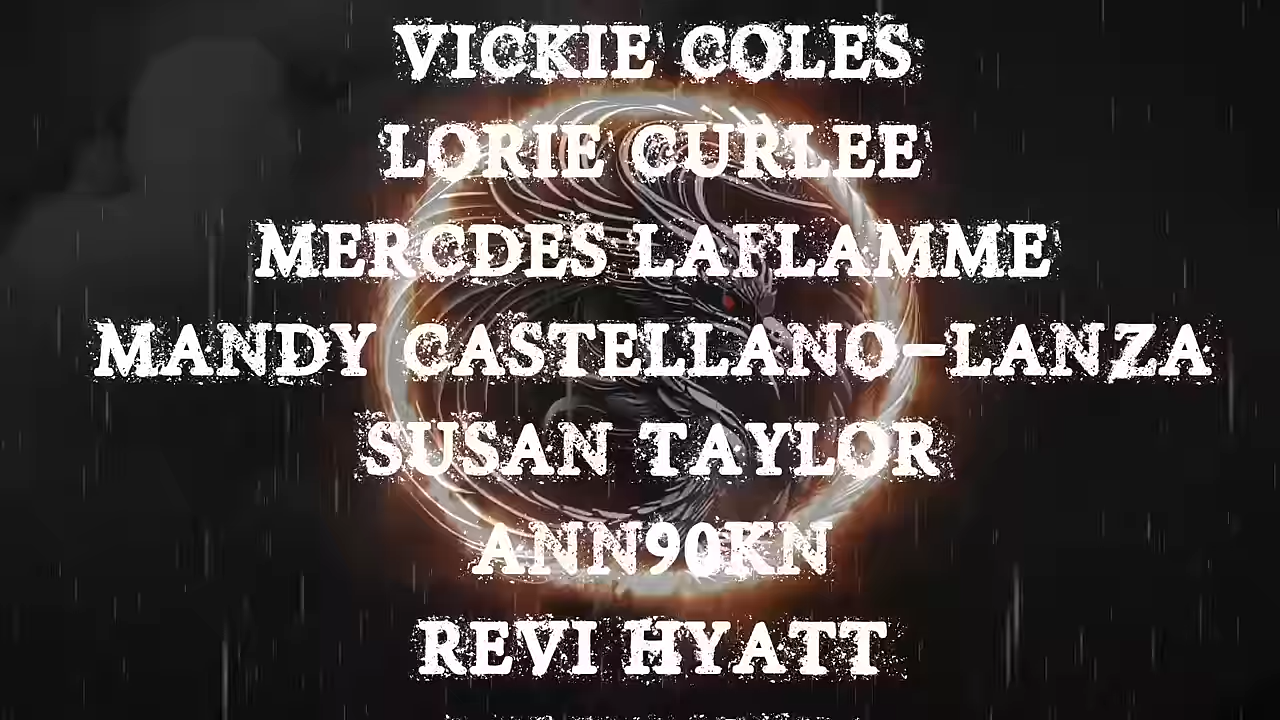 VICKIE COLES
LORIE CURLEE
MERCDES LAFLAMME
MANDY CASTELLANO-LANZA
SUSAN TAYLOR
ANN90KN
REVI HYATT